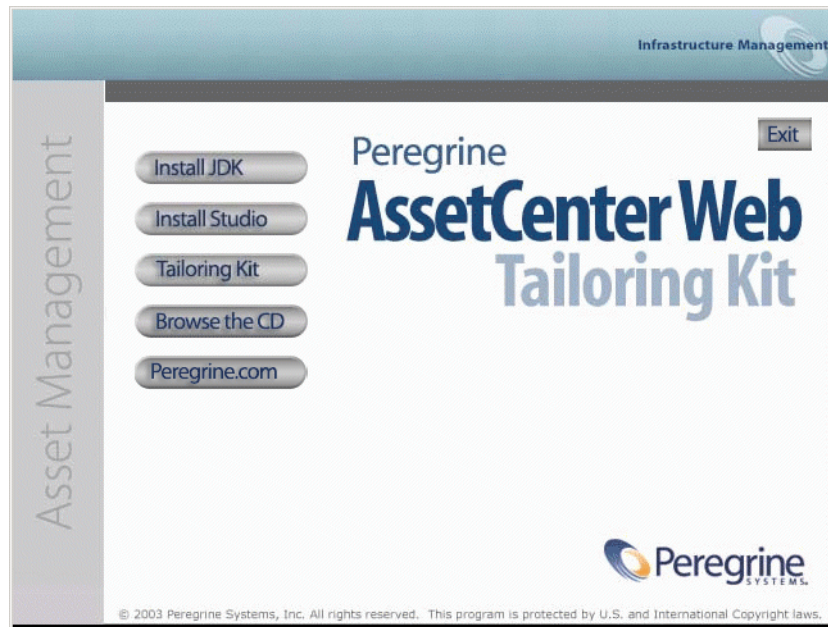 Infrastructure Management
Asset Management
Install JDK
Install Studio
Tailoring Kit
Browse the CD
Peregrine.com
Exit
Peregrine
AssetCenter Web
Tailoring Kit
Peregrine
SYSTEMS
© 2003 Peregrine Systems, Inc. All rights reserved. This program is protected by U.S. and International Copyright laws.